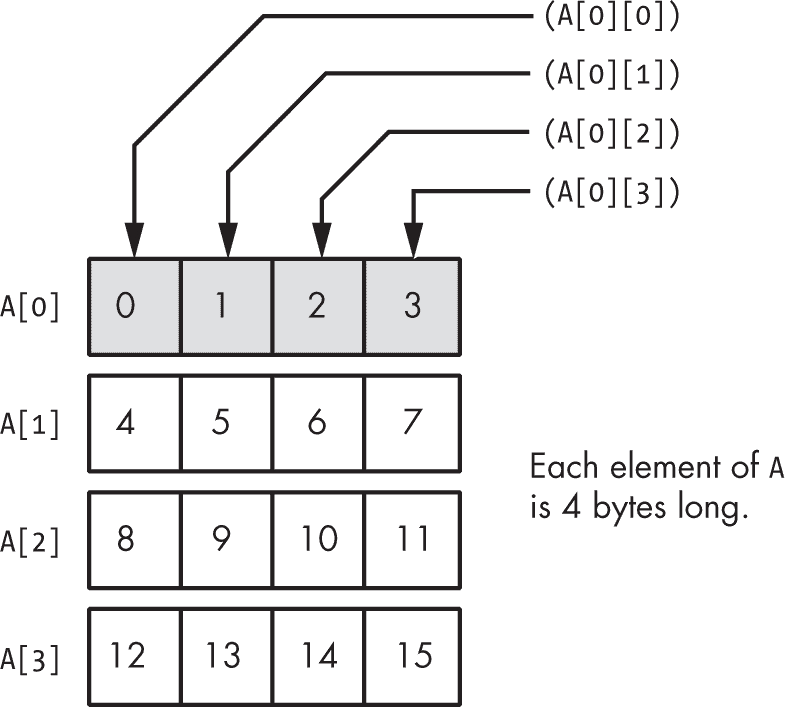 (A[0][0])
(A[0][1])
(A[0][2])
(A[0][3])
A[0] 0 1 2 3
A[1] 4 5 6 7
A[2] 8 9 10 11
A[3] 12 13 14 15
Each element of A
is 4 bytes long.